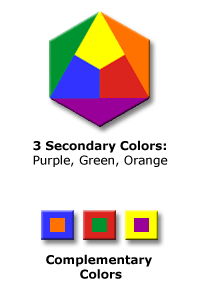 3 Secondary Colors:
Purple, Green, Orange
Complementary
Colors